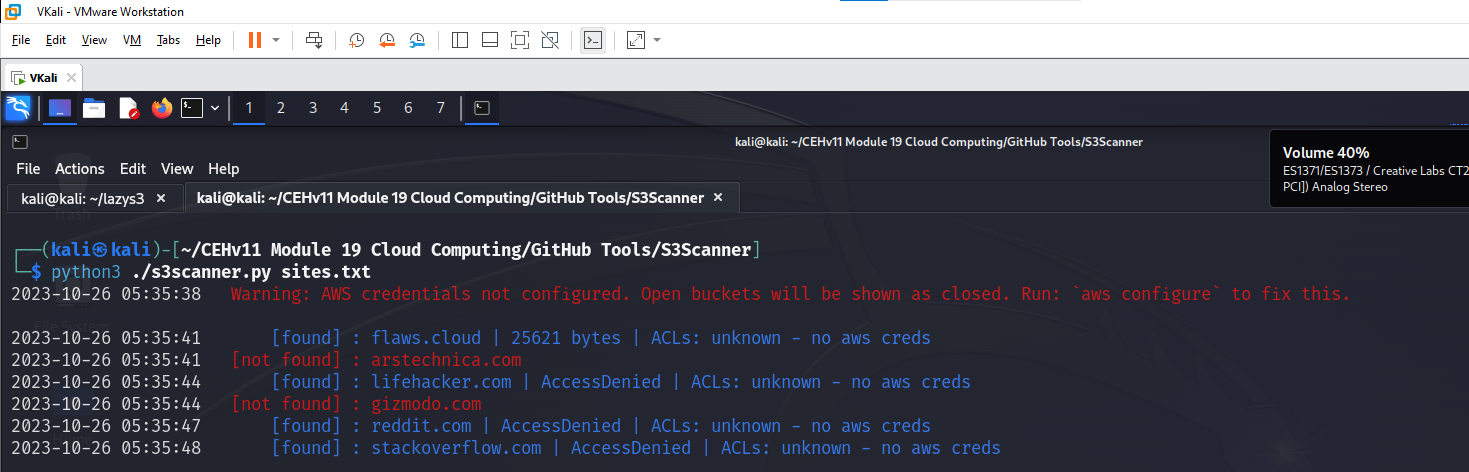 VKali - VMware Workstation
File Edit View VM Tabs Help
VKali
1 2 3 4 5 6 7
kali@kali: ~/CEHv11 Module 19 Cloud Computing/GitHub Tools/S3Scanner
Volume 40%
ES1371/ES1373 / Creative Labs CT2
PCI]) Analog Stereo
File Actions Edit View Help
kali@kali: ~/lazys3 × kali@kali: ~/CEHv11 Module 19 Cloud Computing/GitHub Tools/S3Scanner ×
Trash
┌──(kali㉿kali)-[~/CEHv11 Module 19 Cloud Computing/GitHub Tools/S3Scanner]
└─$ python3 ./s3scanner.py sites.txt
2023-10-26 05:35:38 Warning: AWS credentials not configured. Open buckets will be shown as closed. Run: `aws configure` to fix this.
File System
2023-10-26 05:35:41 [found] : flaws.cloud | 25621 bytes | ACLs: unknown - no aws creds
2023-10-26 05:35:41 [not found] : arstechnica.com
2023-10-26 05:35:44 [found] : lifehacker.com | AccessDenied | ACLs: unknown - no aws creds
2023-10-26 05:35:44 [not found] : gizmodo.com
2023-10-26 05:35:47 [found] : reddit.com | AccessDenied | ACLs: unknown - no aws creds
2023-10-26 05:35:48 [found] : stackoverflow.com | AccessDenied | ACLs: unknown - no aws creds